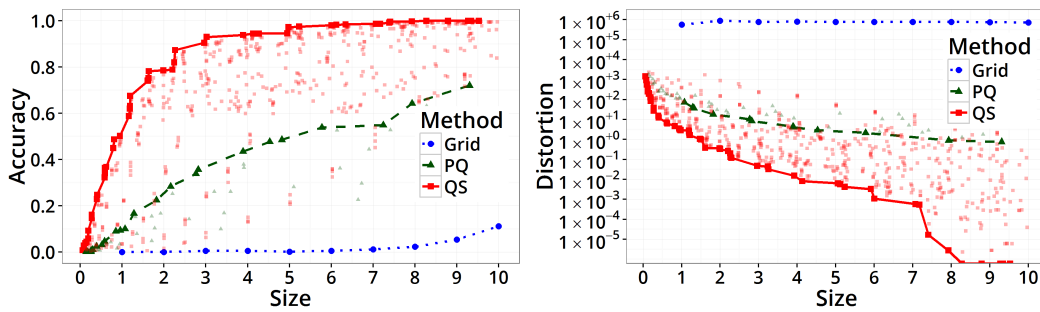 1.0
0.8
0.6
0.4
0.2
0.0
Accuracy
0 1 2 3 4 5 6 7 8 9 10
Size
Method
Grid
PQ
QS
1 × 10+6
1 × 10+5
1 × 10+3
1 × 10+2
1 × 10+1
1 × 10+0
1 × 10−1
1 × 10−2
1 × 10−3
1 × 10−4
1 × 10−5
Distortion
0 1 2 3 4 5 6 7 8 9 10
Size
Method
Grid
PQ
QS